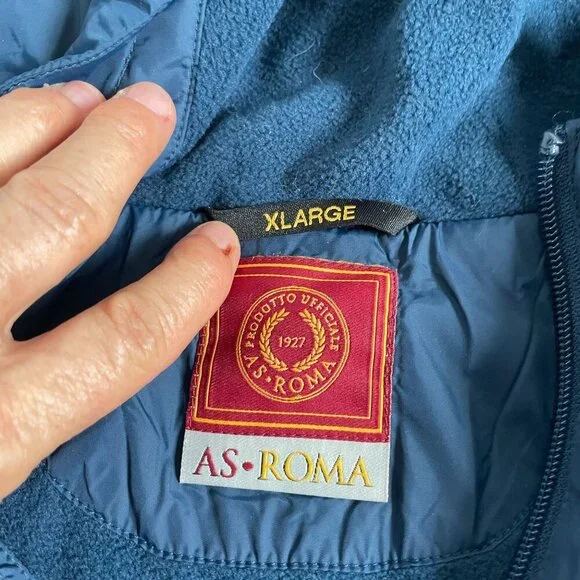 XLARGE
PRODOTTO UFFICIALE
1927
AS·ROMA
AS·ROMA